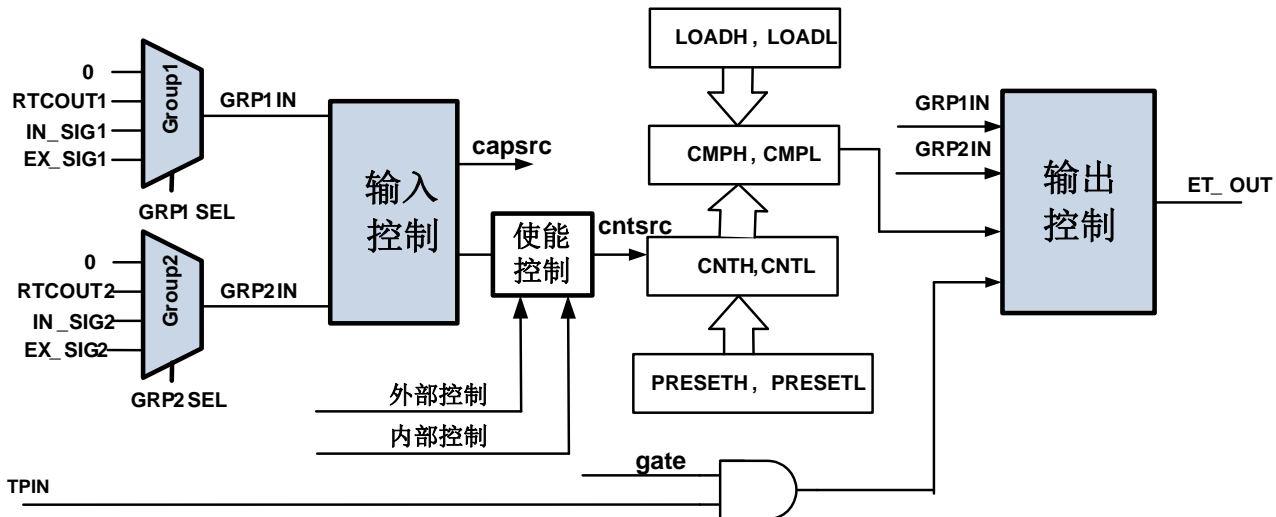 0
RTCOUT1
IN_SIG1
EX_SIG1
Group1
GRP1 SEL
GRP1IN
0
RTCOUT2
IN_SIG2
EX_SIG2
Group2
GRP2 SEL
GRP2IN
输入
控制
capsrc
使能
控制
cntsrc
外部控制
内部控制
LOADH, LOADL
CMPH, CMPL
CNTH,CNTL
PRESETH, PRESETL
GRP1IN
GRP2IN
输出
控制
ET_OUT
gate
TPIN